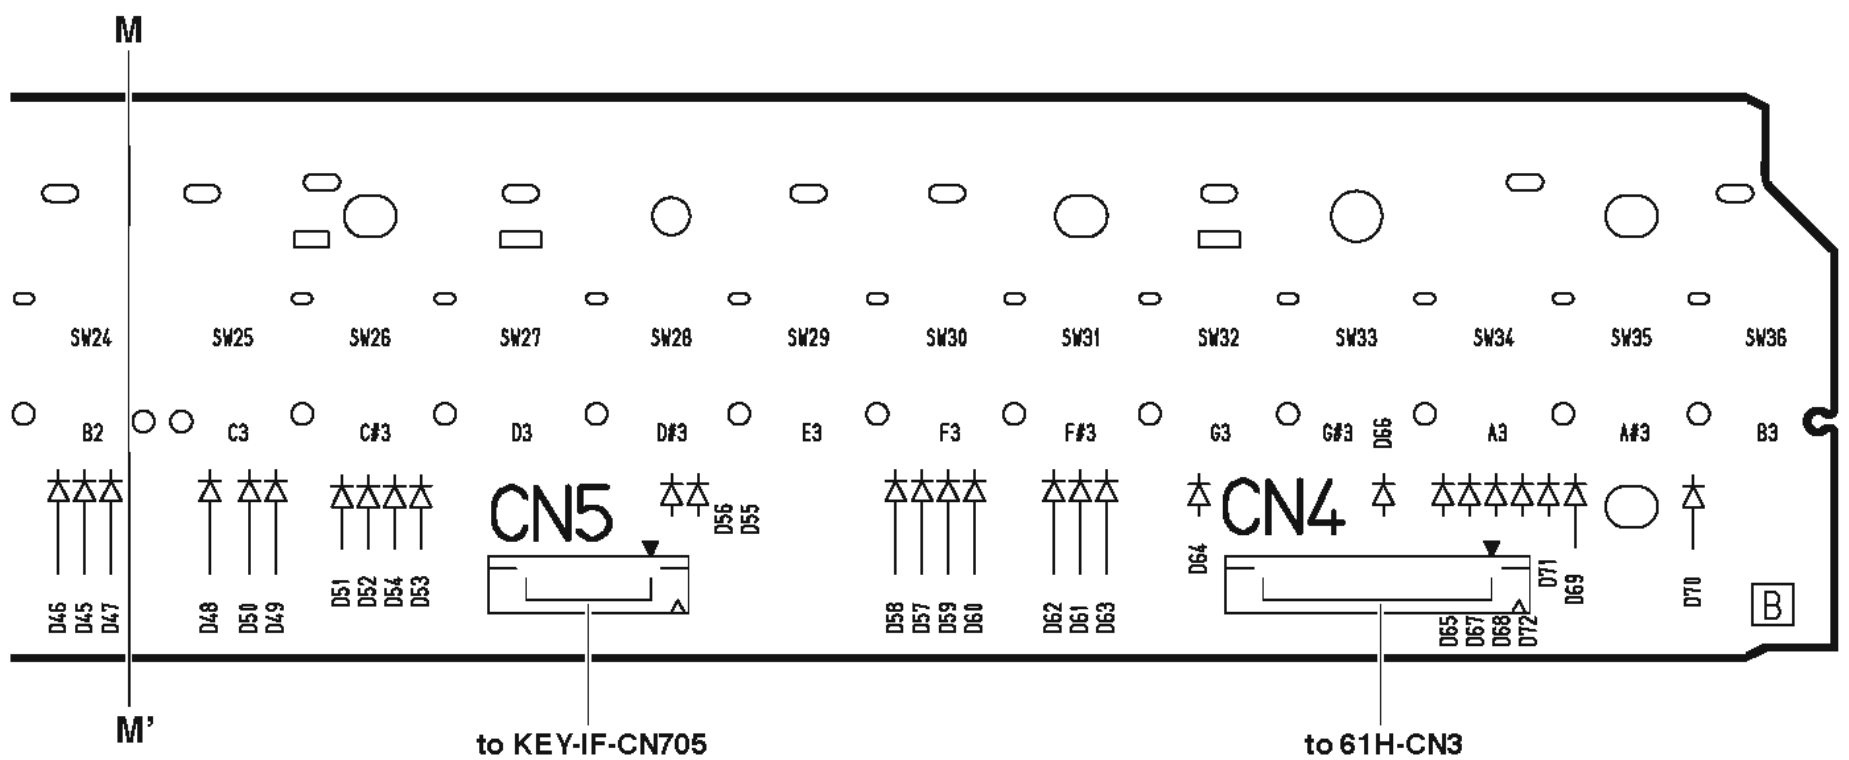 M
SW24 SW25 SW26 SW27 SW28 SW29 SW30 SW31 SW32 SW33 SW34 SW35 SW36
B2 C3 C#3 D3 D#3 E3 F3 F#3 G3 G#3 D66 A3 A#3 B3
CN5 CN4
D56 D55
D64 D71
D51 D52 D54 D53 D69 D70
D46 D45 D47 D48 D50 D49 D58 D57 D59 D60 D62 D61 D63 B
D65 D67 D68 D72
M'
to KEY-IF-CN705 to 61H-CN3